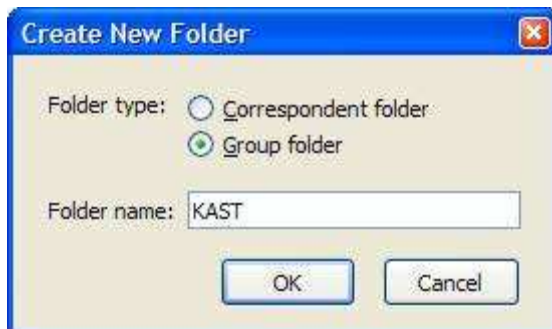 Create New Folder
Folder type:
Correspondent folder
Group folder
Folder name: KAST
OK Cancel